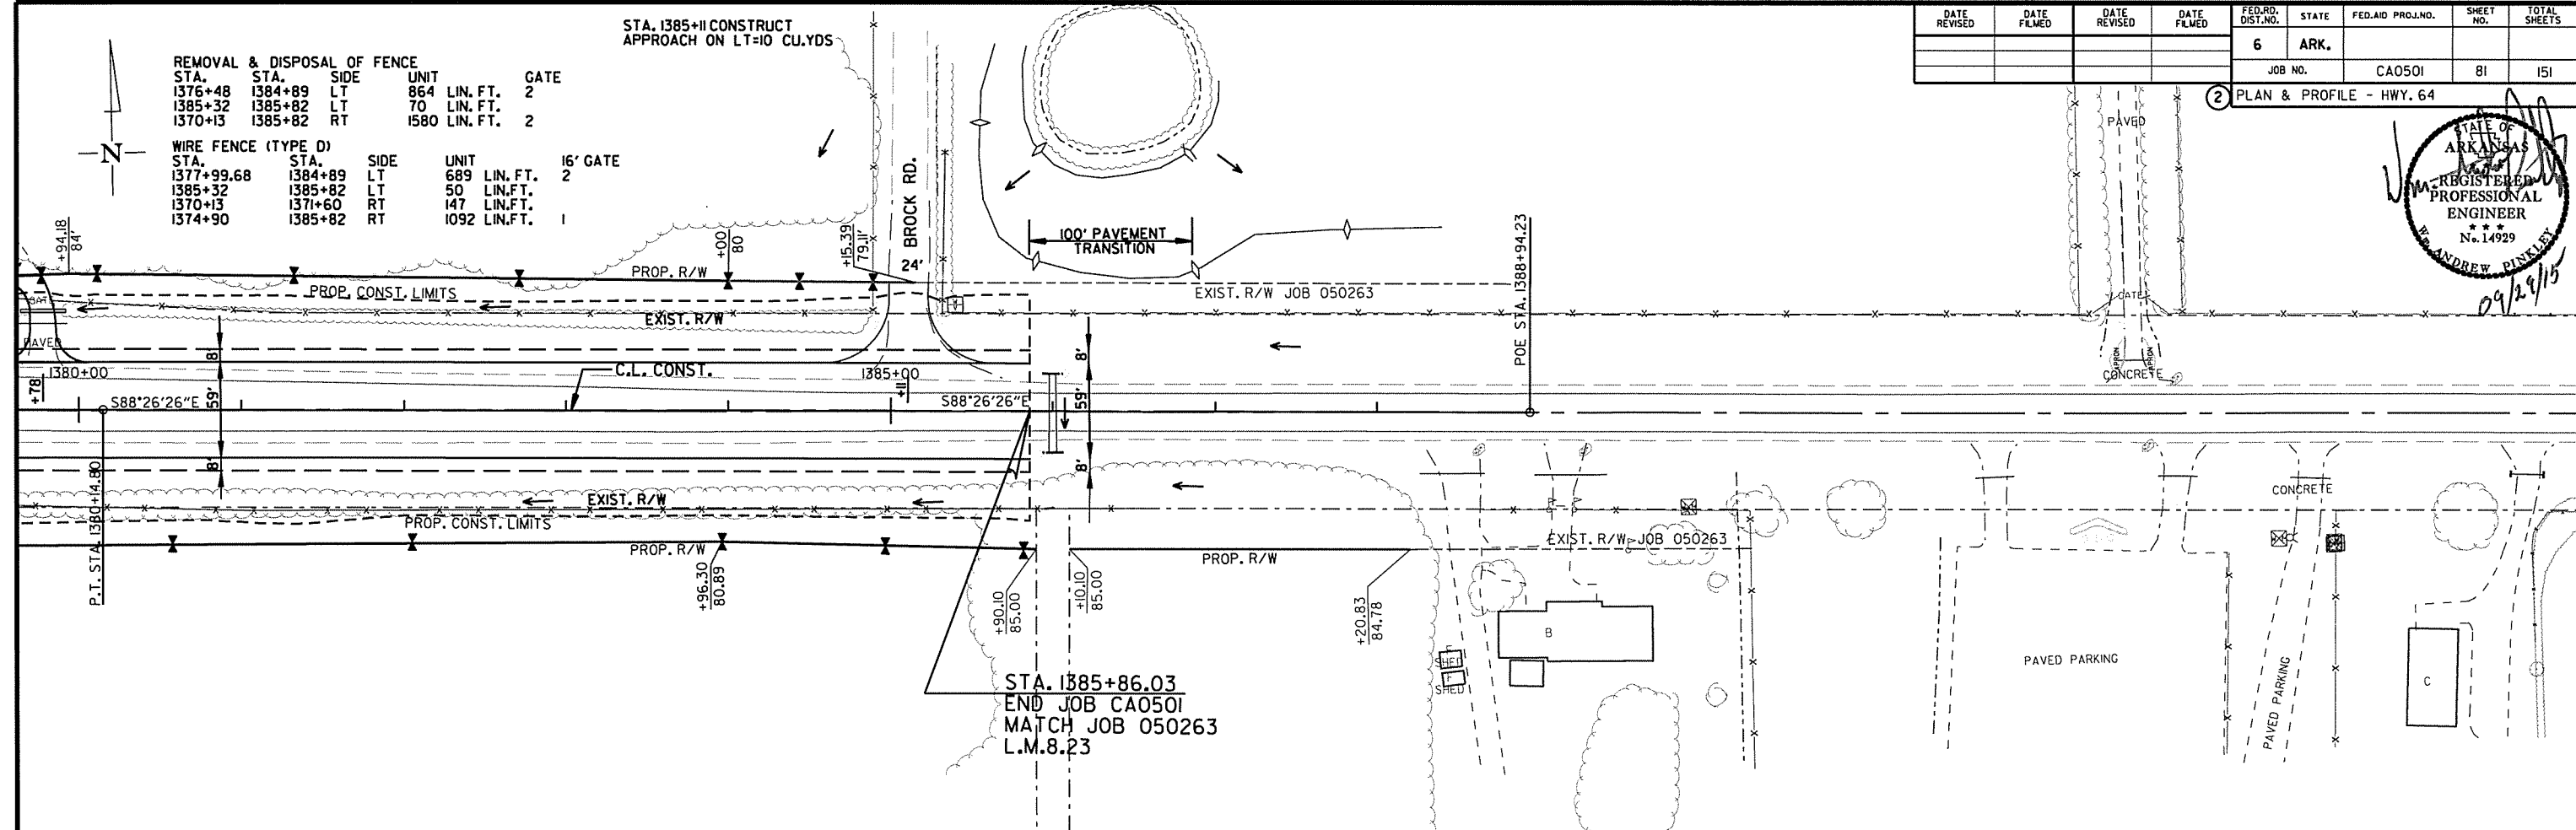 STA. 1385+11 CONSTRUCT
APPROACH ON LT=10 CU.YDS
REMOVAL & DISPOSAL OF FENCE
STA. STA. SIDE UNIT GATE
1376+48 1384+89 LT 864 LIN. FT. 2
1385+32 1385+82 LT 70 LIN. FT.
1370+13 1385+82 RT 1580 LIN. FT. 2
WIRE FENCE (TYPE D)
STA. STA. SIDE UNIT 16' GATE
1377+99.68 1384+89 LT 689 LIN. FT. 2
1385+32 1385+82 LT 50 LIN.FT.
1370+13 1371+60 RT 147 LIN.FT.
1374+90 1385+82 RT 1092 LIN.FT. 1
N
DATE REVISED
DATE FILMED
DATE REVISED
DATE FILMED
FED.RD. DIST.NO.
STATE
FED.AID PROJ.NO.
SHEET NO.
TOTAL SHEETS
6 ARK.
JOB NO. CA0501 81 151
2 PLAN & PROFILE - HWY. 64
STATE OF
ARKANSAS
REGISTERED
PROFESSIONAL
ENGINEER
No. 14929
ANDREW PINKLEY
09/29/15
+94.18
84'
+00
80
+15.39
79.11'
BROCK RD.
24'
100' PAVEMENT
TRANSITION
PROP. R/W
PROP. CONST. LIMITS
EXIST. R/W
EXIST. R/W JOB 050263
POE STA. 1388+94.23
PAVED
GATE
APRON
APRON
CONCRETE
PAVED
8'
8'
+78
1380+00
C.L. CONST.
1385+00
+11
59'
59'
S88°26'26"E
S88°26'26"E
8'
8'
P.T. STA. 1380+14.80
EXIST. R/W
PROP. CONST. LIMITS
PROP. R/W
+96.30
80.89
+90.10
85.00
+10.10
85.00
PROP. R/W
+20.83
84.78
EXIST. R/W JOB 050263
CONCRETE
B
SHED
SHED
PAVED PARKING
PAVED PARKING
C
STA. 1385+86.03
END JOB CA0501
MATCH JOB 050263
L.M.8.23